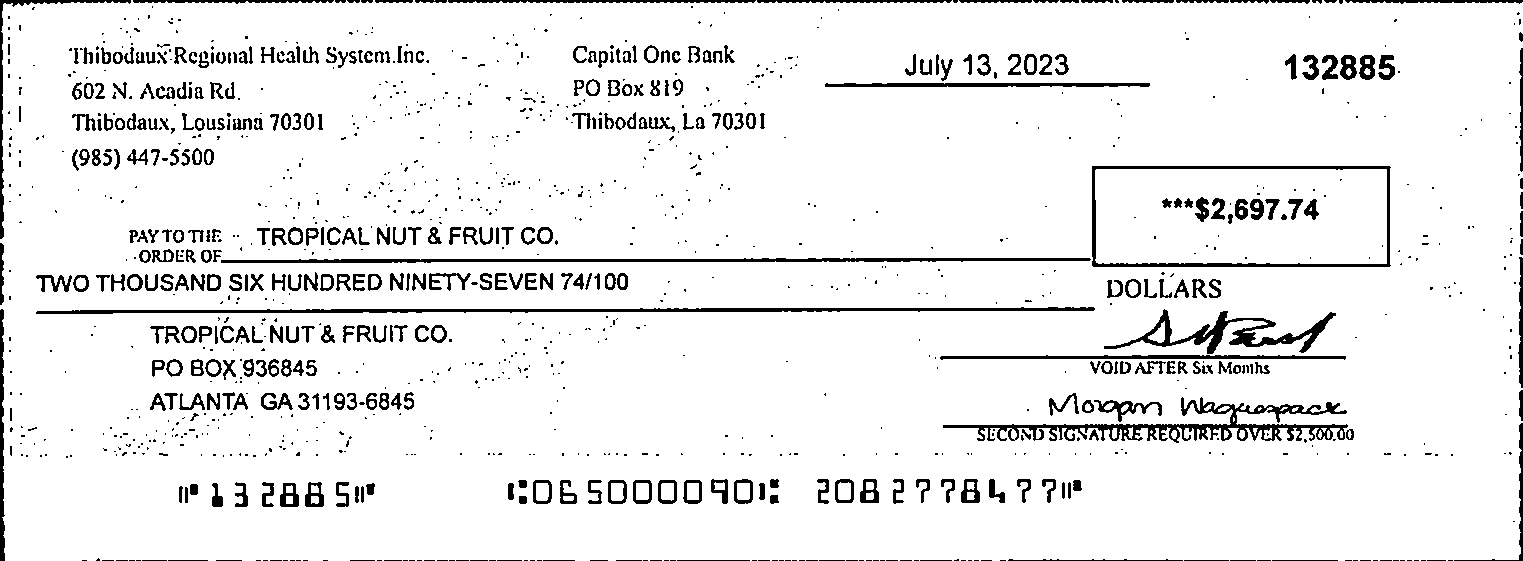 Thibodaux Regional Health System.Inc.
602 N. Acadia Rd.
Thibodaux, Lousiana 70301
(985) 447-5500
Capital One Bank
PO Box 819
Thibodaux, La 70301
July 13, 2023
132885
***$2,697.74
PAY TO THE ORDER OF TROPICAL NUT & FRUIT CO.
TWO THOUSAND SIX HUNDRED NINETY-SEVEN 74/100
DOLLARS
TROPICAL NUT & FRUIT CO.
PO BOX 936845
ATLANTA GA 31193-6845
VOID AFTER Six Months
Morgan Waguespack
SECOND SIGNATURE REQUIRED OVER $2,500.00
⑈132885⑈ ⑆065000090⑆ 2082778477⑈